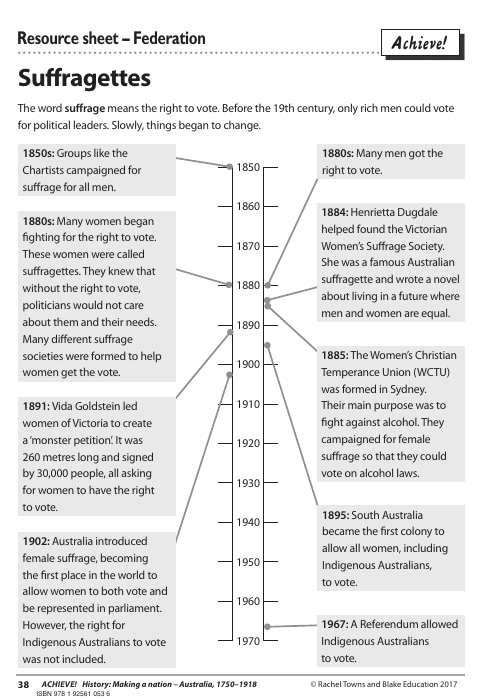 Resource sheet – Federation
Achieve!
Suffragettes
The word suffrage means the right to vote. Before the 19th century, only rich men could vote
for political leaders. Slowly, things began to change.
1850s: Groups like the
Chartists campaigned for
suffrage for all men.
1880s: Many women began
fighting for the right to vote.
These women were called
suffragettes. They knew that
without the right to vote,
politicians would not care
about them and their needs.
Many different suffrage
societies were formed to help
women get the vote.
1891: Vida Goldstein led
women of Victoria to create
a ‘monster petition’. It was
260 metres long and signed
by 30,000 people, all asking
for women to have the right
to vote.
1902: Australia introduced
female suffrage, becoming
the first place in the world to
allow women to both vote and
be represented in parliament.
However, the right for
Indigenous Australians to vote
was not included.
1850
1860
1870
1880
1890
1900
1910
1920
1930
1940
1950
1960
1970
1880s: Many men got the
right to vote.
1884: Henrietta Dugdale
helped found the Victorian
Women’s Suffrage Society.
She was a famous Australian
suffragette and wrote a novel
about living in a future where
men and women are equal.
1885: The Women’s Christian
Temperance Union (WCTU)
was formed in Sydney.
Their main purpose was to
fight against alcohol. They
campaigned for female
suffrage so that they could
vote on alcohol laws.
1895: South Australia
became the first colony to
allow all women, including
Indigenous Australians,
to vote.
1967: A Referendum allowed
Indigenous Australians
to vote.
38 ACHIEVE! History: Making a nation – Australia, 1750–1918 © Rachel Towns and Blake Education 2017
ISBN 978 1 92561 053 6